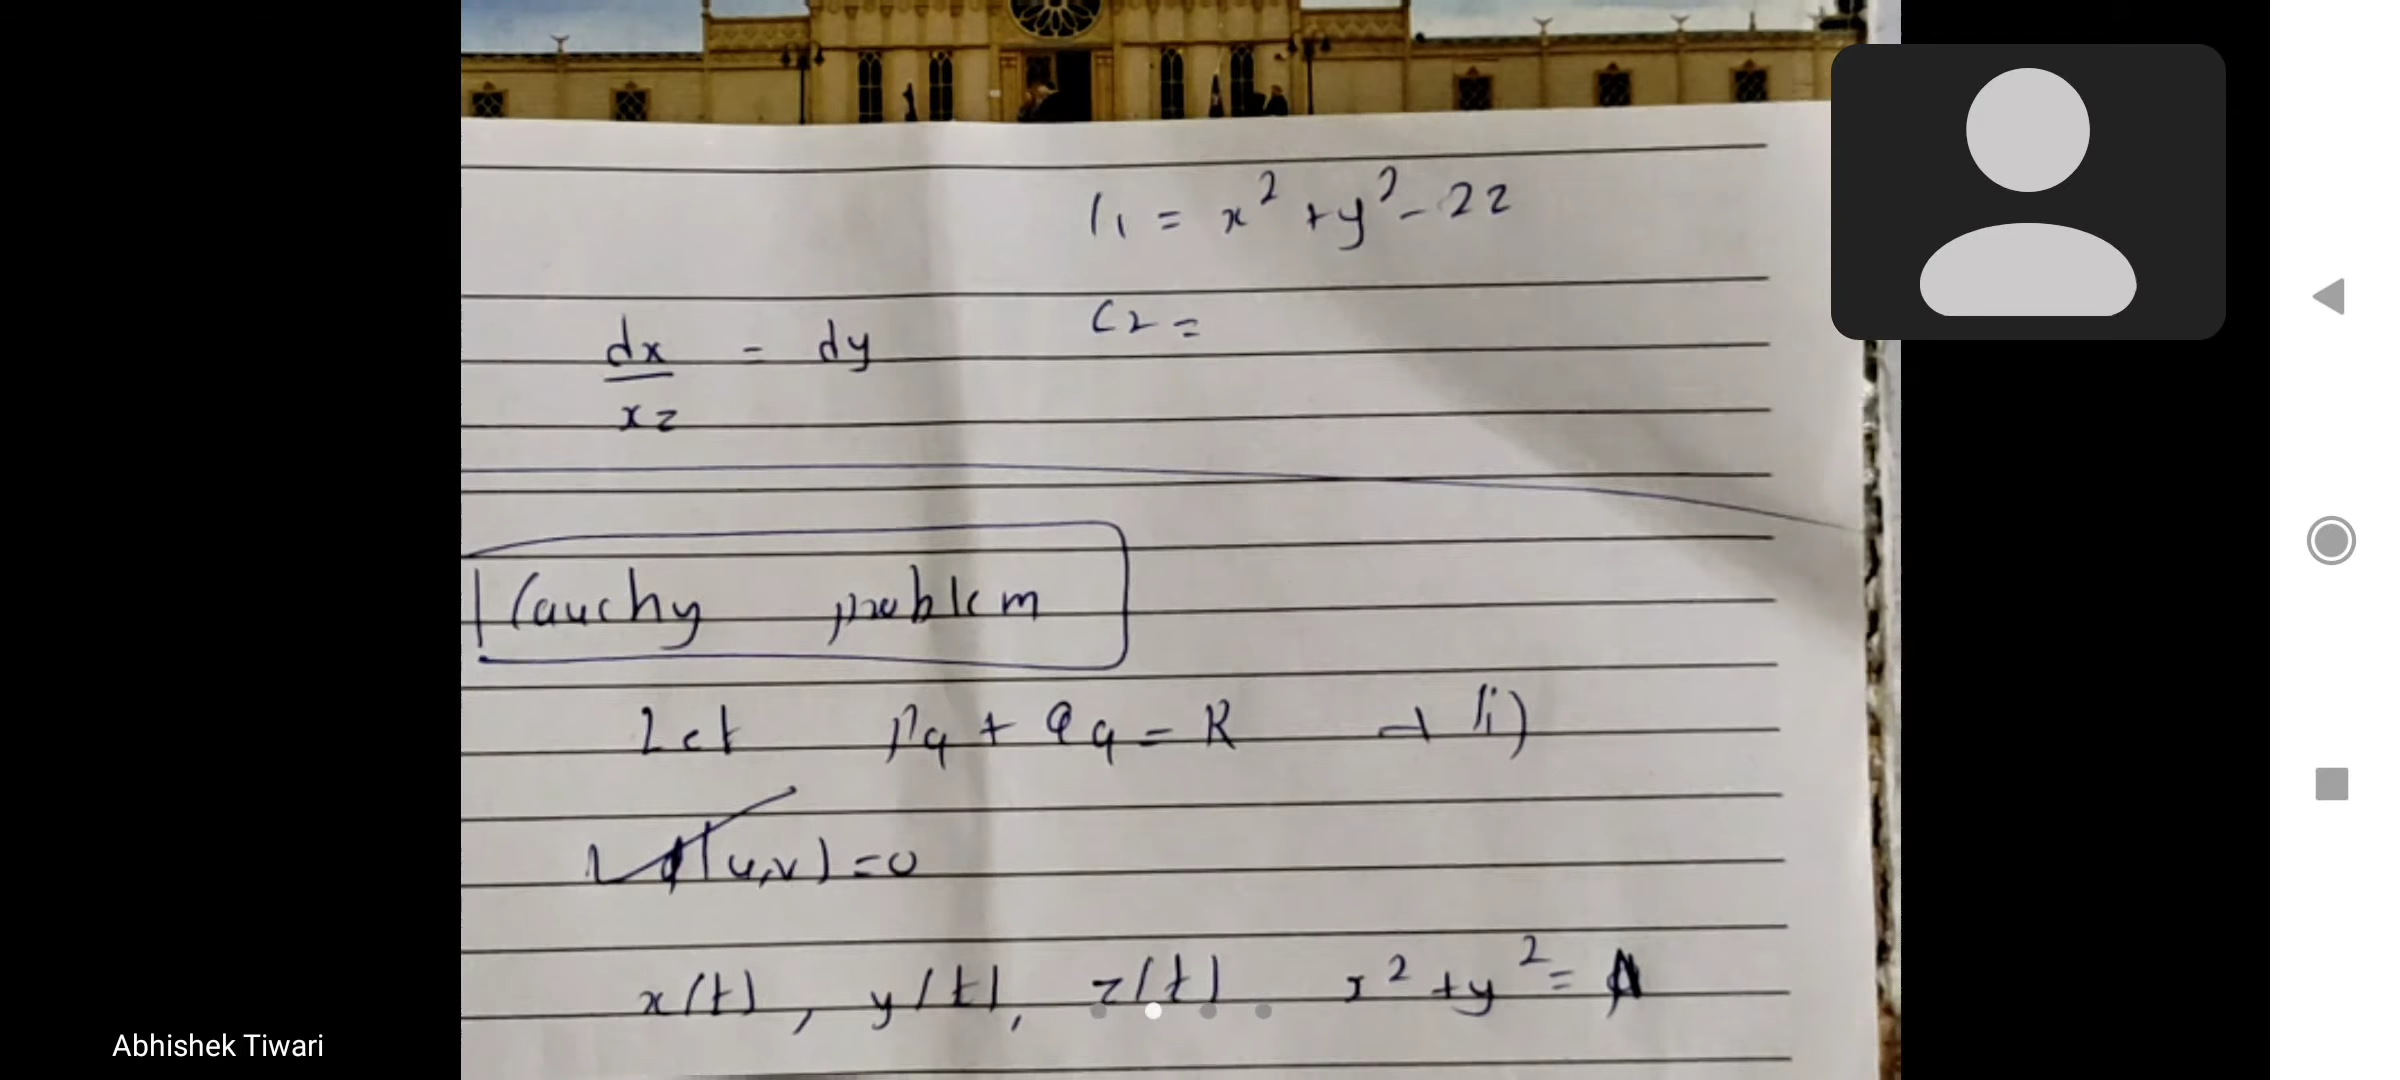 C1 = x² + y² - 2z
dx/xz = dy
C2 =
Cauchy problem
Let Pq + Qq = R → (i)
(u,v) = 0
x(t), y(t), z(t) x² + y² =
Abhishek Tiwari